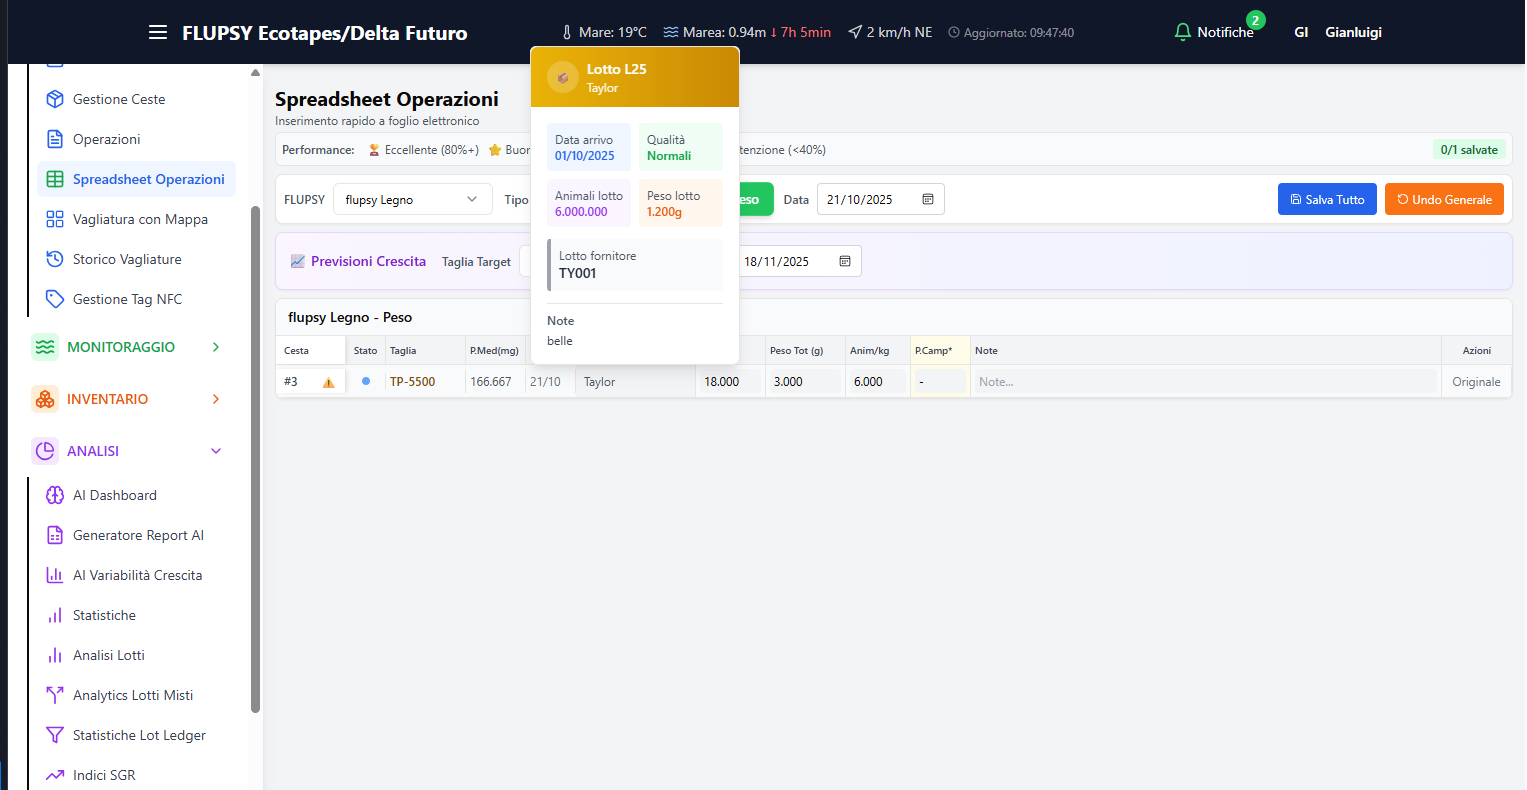 FLUPSY Ecotapes/Delta Futuro
Mare: 19°C
Marea: 0.94m ↓ 7h 5min
2 km/h NE
Aggiornato: 09:47:40
2
Notifiche
GI
Gianluigi
Gestione Ceste
Operazioni
Spreadsheet Operazioni
Vagliatura con Mappa
Storico Vagliature
Gestione Tag NFC
MONITORAGGIO
INVENTARIO
ANALISI
AI Dashboard
Generatore Report AI
AI Variabilità Crescita
Statistiche
Analisi Lotti
Analytics Lotti Misti
Statistiche Lot Ledger
Indici SGR
Spreadsheet Operazioni
Inserimento rapido a foglio elettronico
Performance:
Eccellente (80%+)
Buon
tenzione (<40%)
0/1 salvate
FLUPSY
flupsy Legno
Tipo
eso
Data
21/10/2025
Salva Tutto
Undo Generale
Previsioni Crescita
Taglia Target
18/11/2025
Lotto L25
Taylor
Data arrivo
01/10/2025
Qualità
Normali
Animali lotto
6.000.000
Peso lotto
1.200g
Lotto fornitore
TY001
Note
belle
flupsy Legno - Peso
Cesta Stato Taglia P.Med(mg) Peso Tot (g) Anim/kg P.Camp* Note Azioni
#3 TP-5500 166.667 21/10 Taylor 18.000 3.000 6.000 - Note... Originale